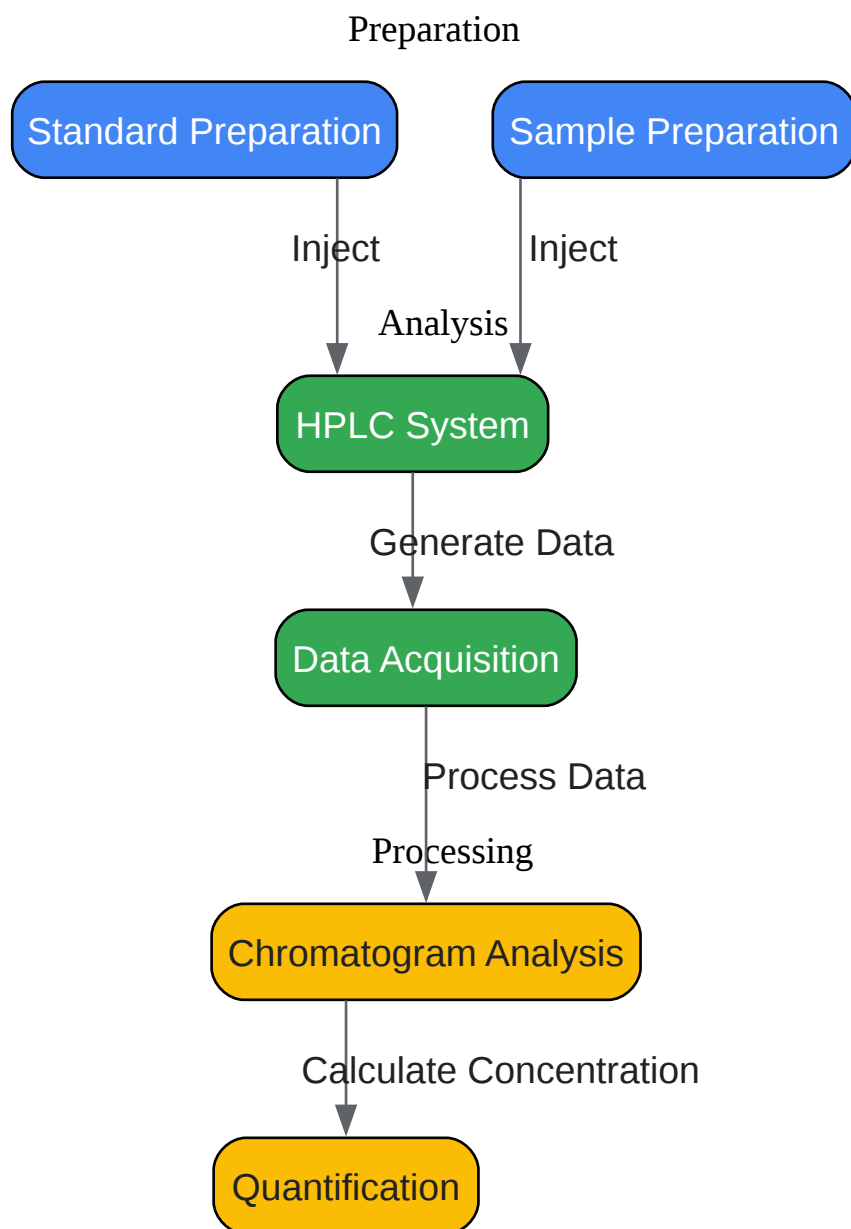 Preparation
Standard Preparation
Sample Preparation
Inject
Inject
Analysis
HPLC System
Generate Data
Data Acquisition
Process Data
Processing
Chromatogram Analysis
Calculate Concentration
Quantification